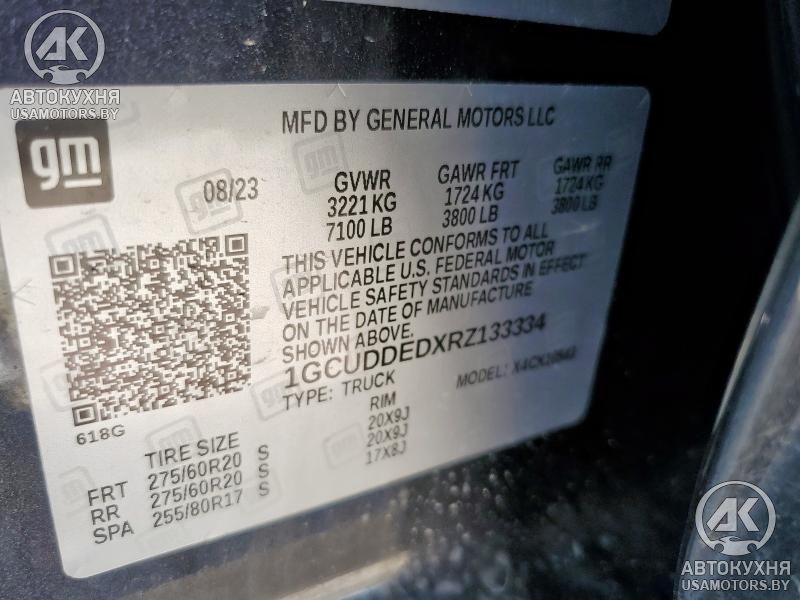 AK
АВТОКУХНЯ
USAMOTORS.BY
gm
MFD BY GENERAL MOTORS LLC
08/23
GVWR
3221 KG
7100 LB
GAWR FRT
1724 KG
3800 LB
GAWR RR
1724 KG
3800 LB
THIS VEHICLE CONFORMS TO ALL
APPLICABLE U.S. FEDERAL MOTOR
VEHICLE SAFETY STANDARDS IN EFFECT
ON THE DATE OF MANUFACTURE
SHOWN ABOVE.
1GCUDDEDXRZ133334
TYPE: TRUCK
MODEL:
618G
TIRE SIZE
RIM
FRT 275/60R20 S 20X9J
RR 275/60R20 S 20X9J
SPA 255/80R17 S 17X8J
AK
АВТОКУХНЯ
USAMOTORS.BY